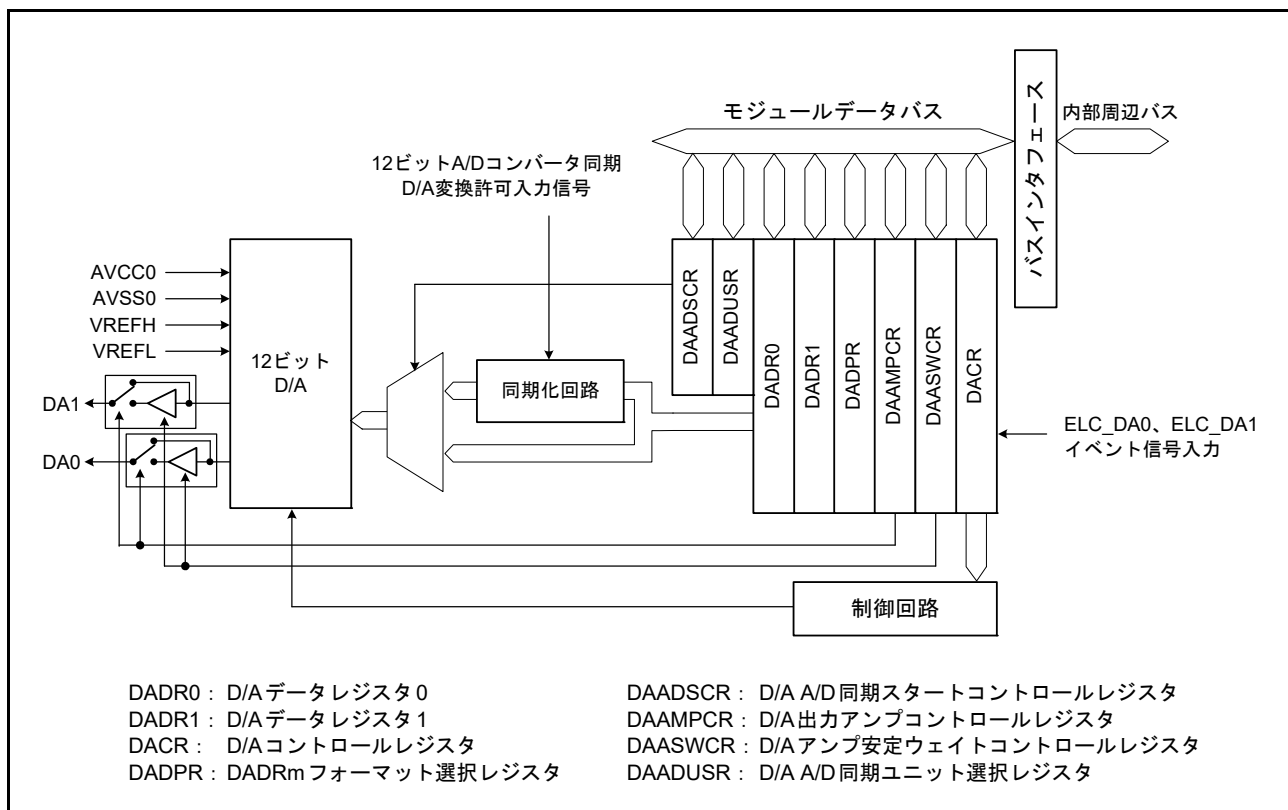 モジュールデータバス
バスインタフェース
内部周辺バス
12ビットA/Dコンバータ同期
D/A変換許可入力信号
AVCC0
AVSS0
VREFH
VREFL
DA1
DA0
12ビット
D/A
同期化回路
DAADSCR
DAADUSR
DADR0
DADR1
DADPR
DAAMPCR
DAASWCR
DACR
ELC_DA0、ELC_DA1
イベント信号入力
制御回路
DADR0： D/Aデータレジスタ0
DADR1： D/Aデータレジスタ1
DACR： D/Aコントロールレジスタ
DADPR： DADRmフォーマット選択レジスタ
DAADSCR： D/A A/D同期スタートコントロールレジスタ
DAAMPCR： D/A出力アンプコントロールレジスタ
DAASWCR： D/Aアンプ安定ウェイトコントロールレジスタ
DAADUSR： D/A A/D同期ユニット選択レジスタ